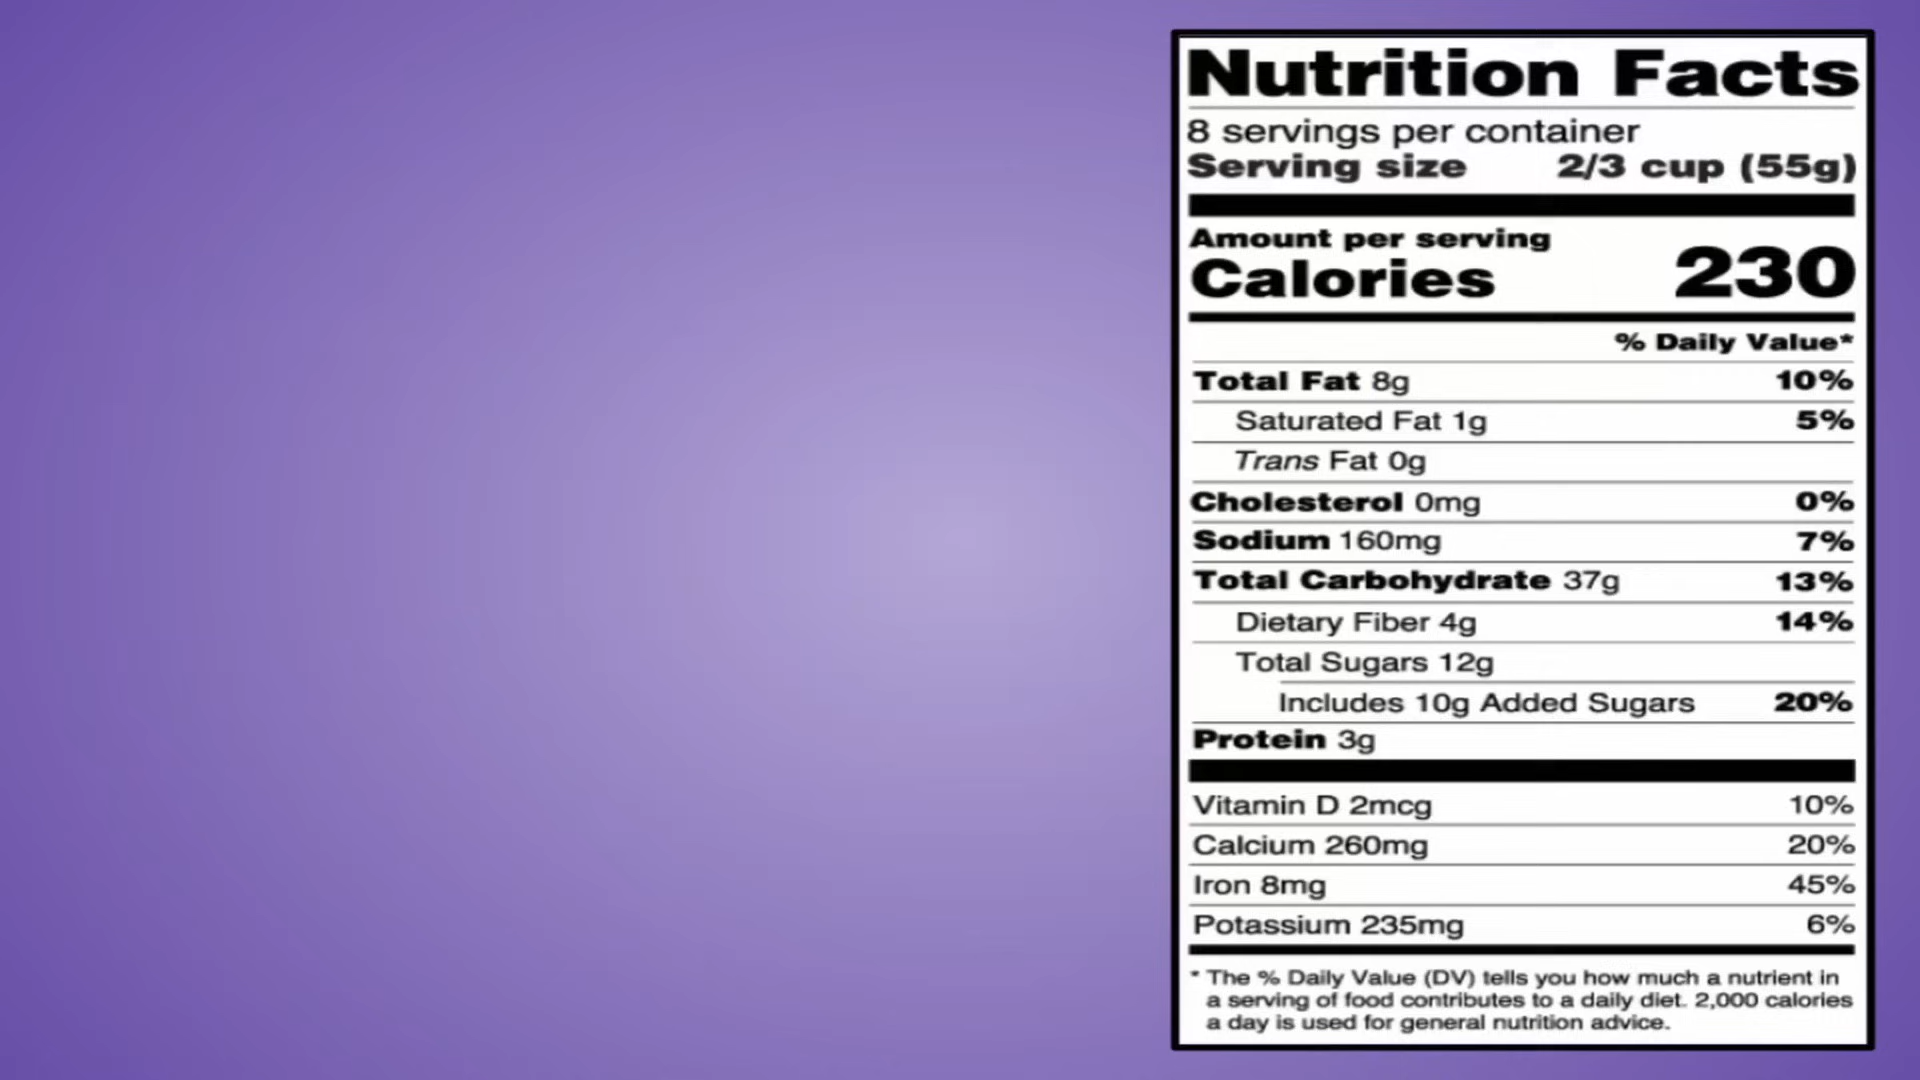 Nutrition Facts
8 servings per container
Serving size 2/3 cup (55g)
Amount per serving
Calories 230
% Daily Value*
Total Fat 8g 10%
Saturated Fat 1g 5%
Trans Fat 0g
Cholesterol 0mg 0%
Sodium 160mg 7%
Total Carbohydrate 37g 13%
Dietary Fiber 4g 14%
Total Sugars 12g
Includes 10g Added Sugars 20%
Protein 3g
Vitamin D 2mcg 10%
Calcium 260mg 20%
Iron 8mg 45%
Potassium 235mg 6%
* The % Daily Value (DV) tells you how much a nutrient in
a serving of food contributes to a daily diet. 2,000 calories
a day is used for general nutrition advice.